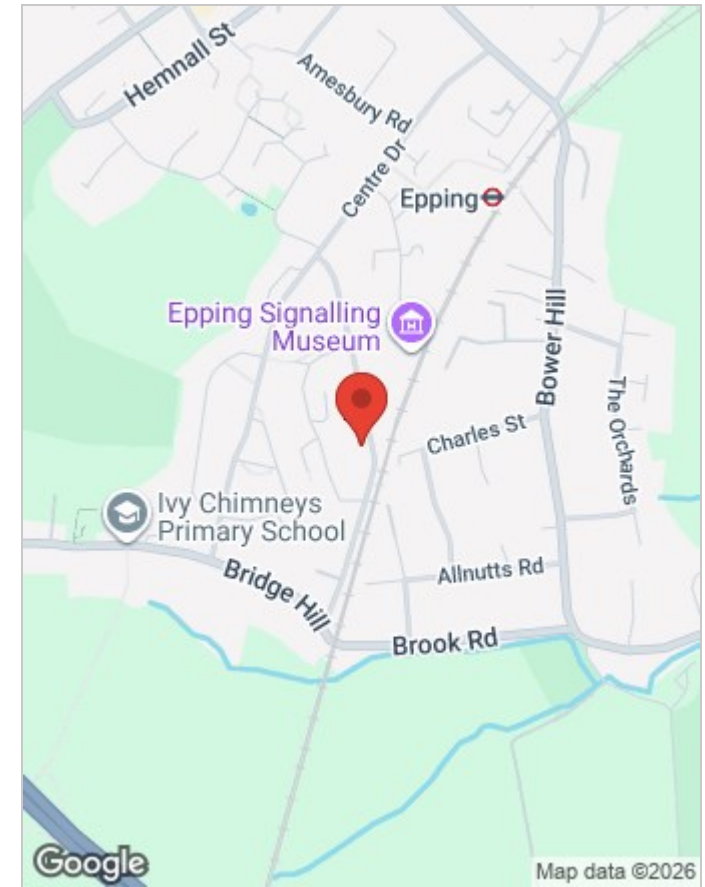 Hemnall St
Amesbury Rd
Centre Dr
Epping
Epping Signalling
Museum
Bower Hill
The Orchards
Charles St
Ivy Chimneys
Primary School
Allnutts Rd
Bridge Hill
Brook Rd
Google
Map data ©2026